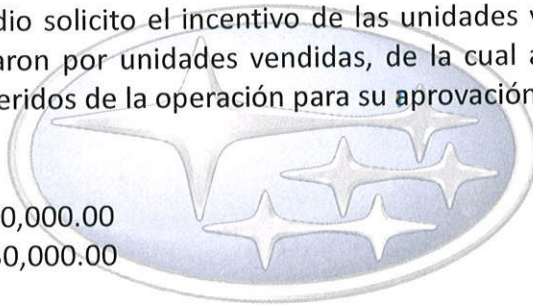 dio solicito el incentivo de las unidades v
aron por unidades vendidas, de la cual a
eridos de la operación para su aprovación
0,000.00
0,000.00